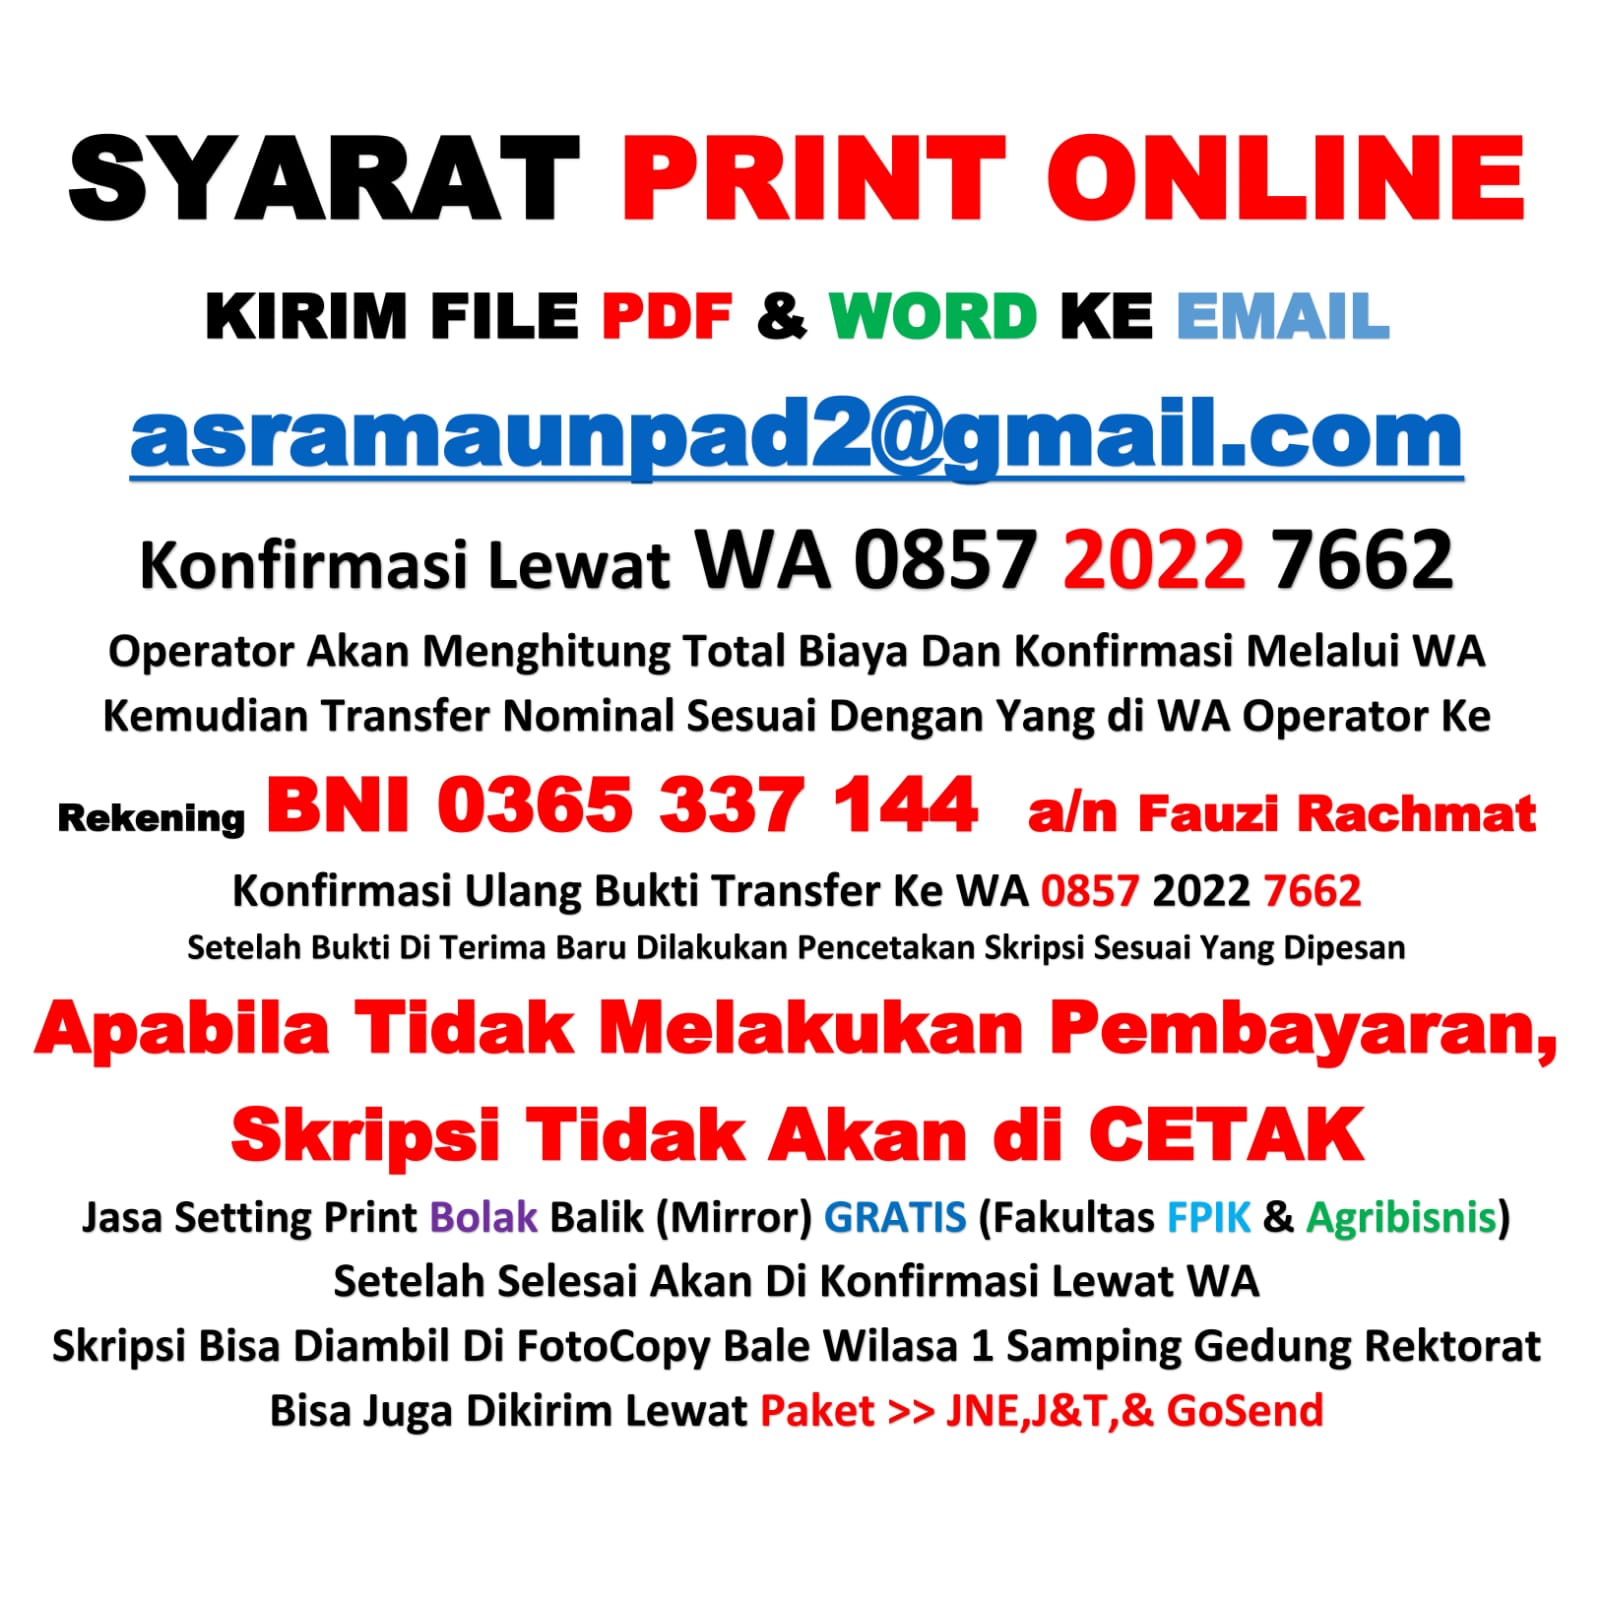 SYARAT PRINT ONLINE
KIRIM FILE PDF & WORD KE EMAIL
asramaunpad2@gmail.com
Konfirmasi Lewat WA 0857 2022 7662
Operator Akan Menghitung Total Biaya Dan Konfirmasi Melalui WA
Kemudian Transfer Nominal Sesuai Dengan Yang di WA Operator Ke
Rekening BNI 0365 337 144 a/n Fauzi Rachmat
Konfirmasi Ulang Bukti Transfer Ke WA 0857 2022 7662
Setelah Bukti Di Terima Baru Dilakukan Pencetakan Skripsi Sesuai Yang Dipesan
Apabila Tidak Melakukan Pembayaran,
Skripsi Tidak Akan di CETAK
Jasa Setting Print Bolak Balik (Mirror) GRATIS (Fakultas FPIK & Agribisnis)
Setelah Selesai Akan Di Konfirmasi Lewat WA
Skripsi Bisa Diambil Di FotoCopy Bale Wilasa 1 Samping Gedung Rektorat
Bisa Juga Dikirim Lewat Paket >> JNE,J&T,& GoSend